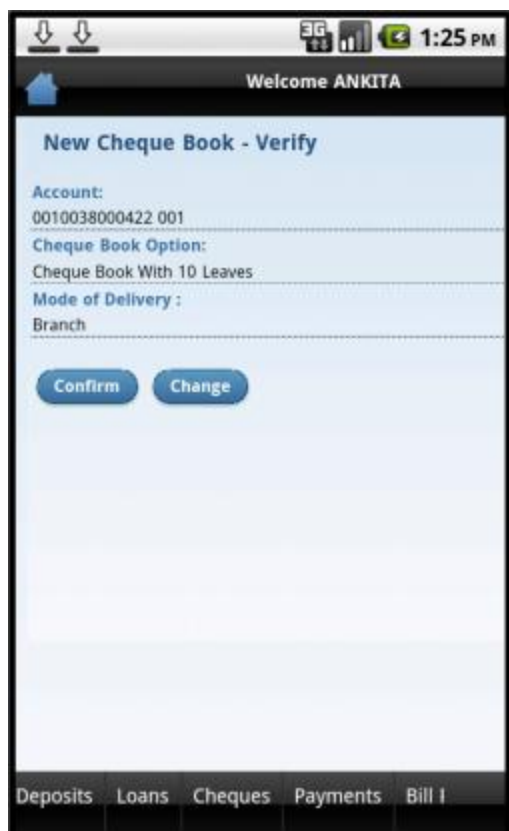 3G 1:25 PM
Welcome ANKITA
New Cheque Book - Verify
Account:
0010038000422 001
Cheque Book Option:
Cheque Book With 10 Leaves
Mode of Delivery :
Branch
Confirm Change
Deposits Loans Cheques Payments Bill